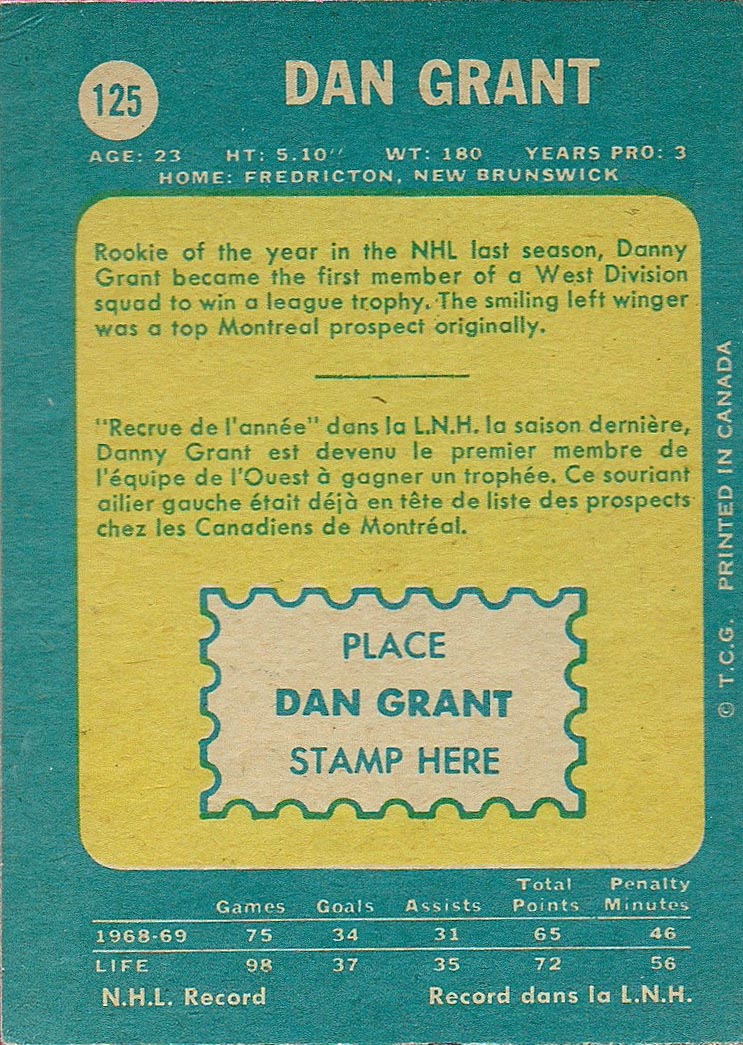 125
DAN GRANT
AGE: 23 HT: 5.10'' WT: 180 YEARS PRO: 3
HOME: FREDRICTON, NEW BRUNSWICK
Rookie of the year in the NHL last season, Danny
Grant became the first member of a West Division
squad to win a league trophy. The smiling left winger
was a top Montreal prospect originally.
"Recrue de l'année" dans la L.N.H. la saison dernière,
Danny Grant est devenu le premier membre de
l'équipe de l'Ouest à gagner un trophée. Ce souriant
ailier gauche était déjà en tête de liste des prospects
chez les Canadiens de Montréal.
PLACE
DAN GRANT
STAMP HERE
© T.C.G. PRINTED IN CANADA
Games Goals Assists Total Points Penalty Minutes
1968-69 75 34 31 65 46
LIFE 98 37 35 72 56
N.H.L. Record Record dans la L.N.H.